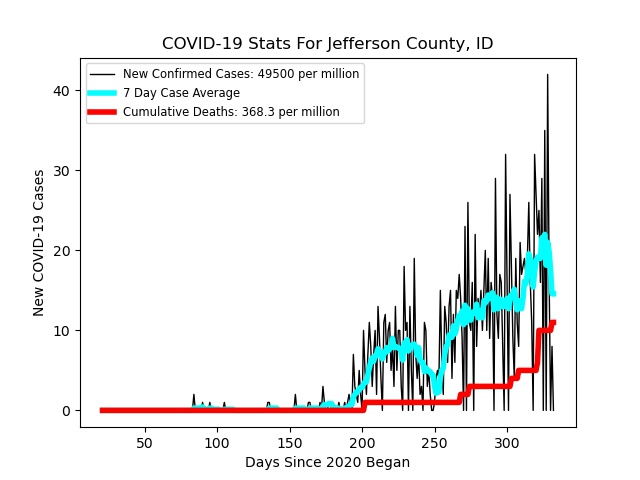 COVID-19 Stats For Jefferson County, ID
New Confirmed Cases: 49500 per million
7 Day Case Average
Cumulative Deaths: 368.3 per million
New COVID-19 Cases
40
30
20
10
0
50 100 150 200 250 300
Days Since 2020 Began